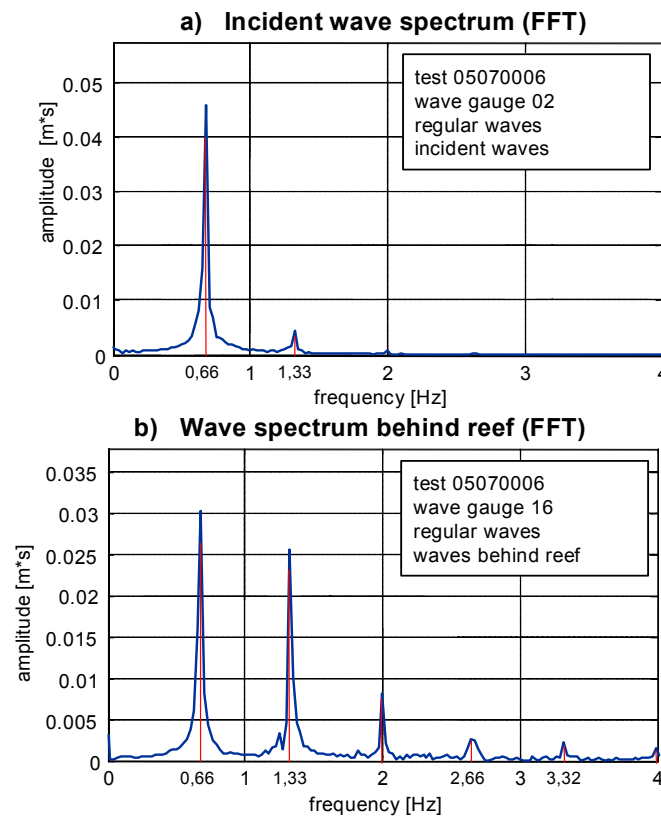 a) Incident wave spectrum (FFT)
test 05070006
wave gauge 02
regular waves
incident waves
amplitude [m*s]
0.05
0.04
0.03
0.02
0.01
0
0 0,66 1 1,33 2 3 4
frequency [Hz]
b) Wave spectrum behind reef (FFT)
test 05070006
wave gauge 16
regular waves
waves behind reef
amplitude [m*s]
0.035
0.03
0.025
0.02
0.015
0.01
0.005
0
0 0,66 1 1,33 2 2,66 3 3,32 4
frequency [Hz]